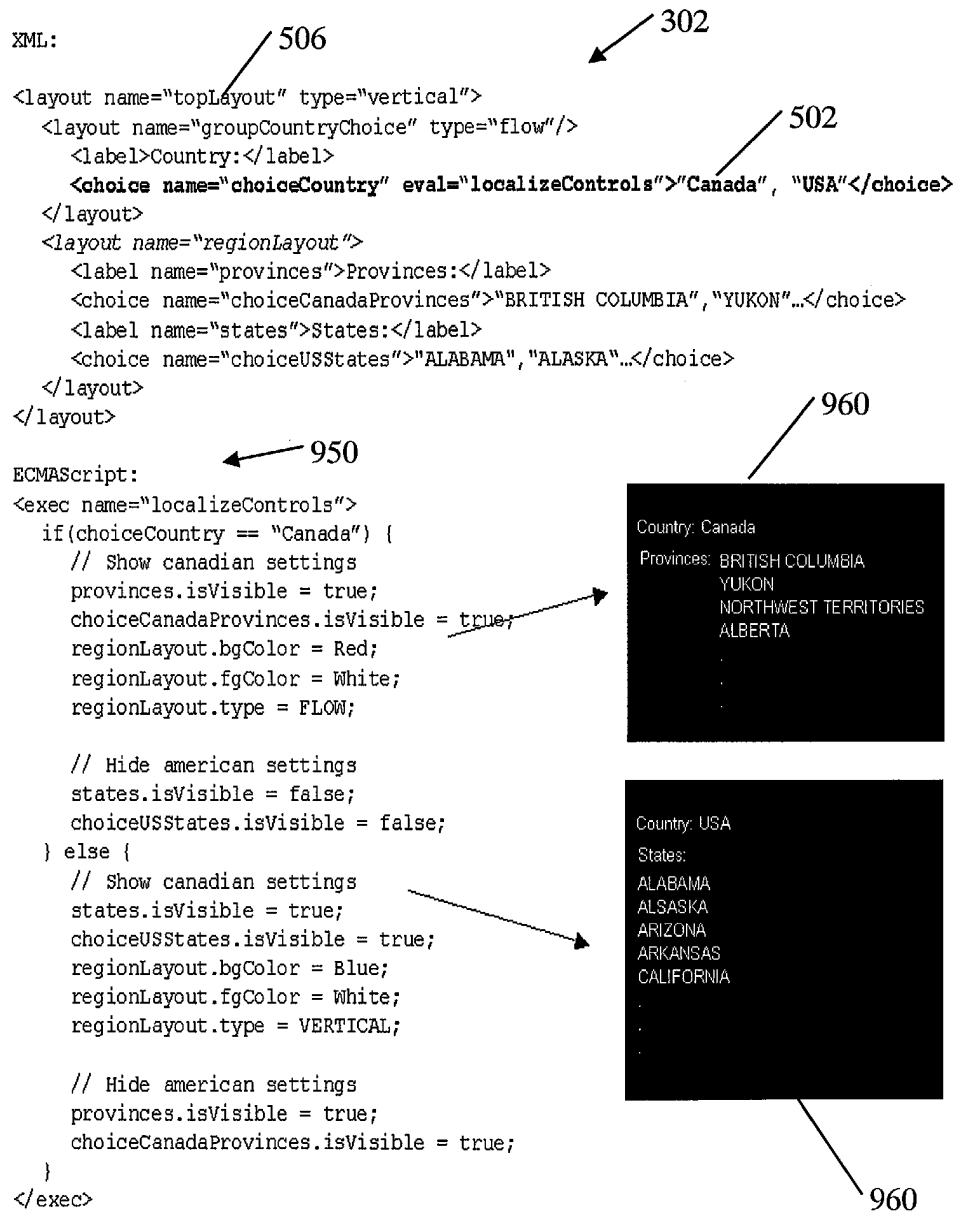 XML:
506
302
<layout name="topLayout" type="vertical">
<layout name="groupCountryChoice" type="flow"/>
502
<label>Country:</label>
<choice name="choiceCountry" eval="localizeControls">"Canada", "USA"</choice>
</layout>
<layout name="regionLayout">
<label name="provinces">Provinces:</label>
<choice name="choiceCanadaProvinces">"BRITISH COLUMBIA","YUKON"…</choice>
<label name="states">States:</label>
<choice name="choiceUSStates">"ALABAMA","ALASKA"…</choice>
</layout>
</layout>
950
ECMAScript:
<exec name="localizeControls">
if(choiceCountry == "Canada") {
// Show canadian settings
provinces.isVisible = true;
choiceCanadaProvinces.isVisible = true;
regionLayout.bgColor = Red;
regionLayout.fgColor = White;
regionLayout.type = FLOW;
// Hide american settings
states.isVisible = false;
choiceUSStates.isVisible = false;
} else {
// Show canadian settings
states.isVisible = true;
choiceUSStates.isVisible = true;
regionLayout.bgColor = Blue;
regionLayout.fgColor = White;
regionLayout.type = VERTICAL;
// Hide american settings
provinces.isVisible = true;
choiceCanadaProvinces.isVisible = true;
}
</exec>
960
Country: Canada
Provinces: BRITISH COLUMBIA
YUKON
NORTHWEST TERRITORIES
ALBERTA
.
.
.
Country: USA
States:
ALABAMA
ALSASKA
ARIZONA
ARKANSAS
CALIFORNIA
.
.
.
960